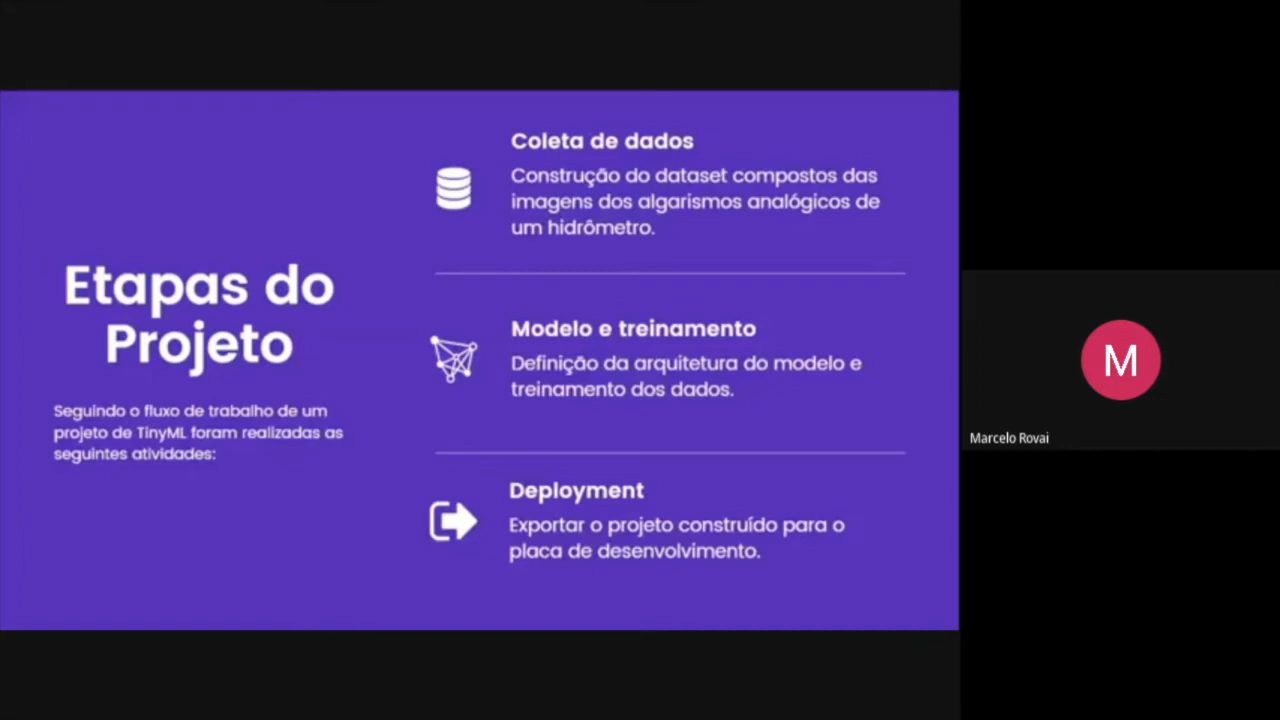 Etapas do
Projeto
Seguindo o fluxo de trabalho de um
projeto de TinyML foram realizadas as
seguintes atividades:
Coleta de dados
Construção do dataset compostos das
imagens dos algarismos analógicos de
um hidrômetro.
Modelo e treinamento
Definição da arquitetura do modelo e
treinamento dos dados.
Deployment
Exportar o projeto construído para o
placa de desenvolvimento.
M
Marcelo Rovai